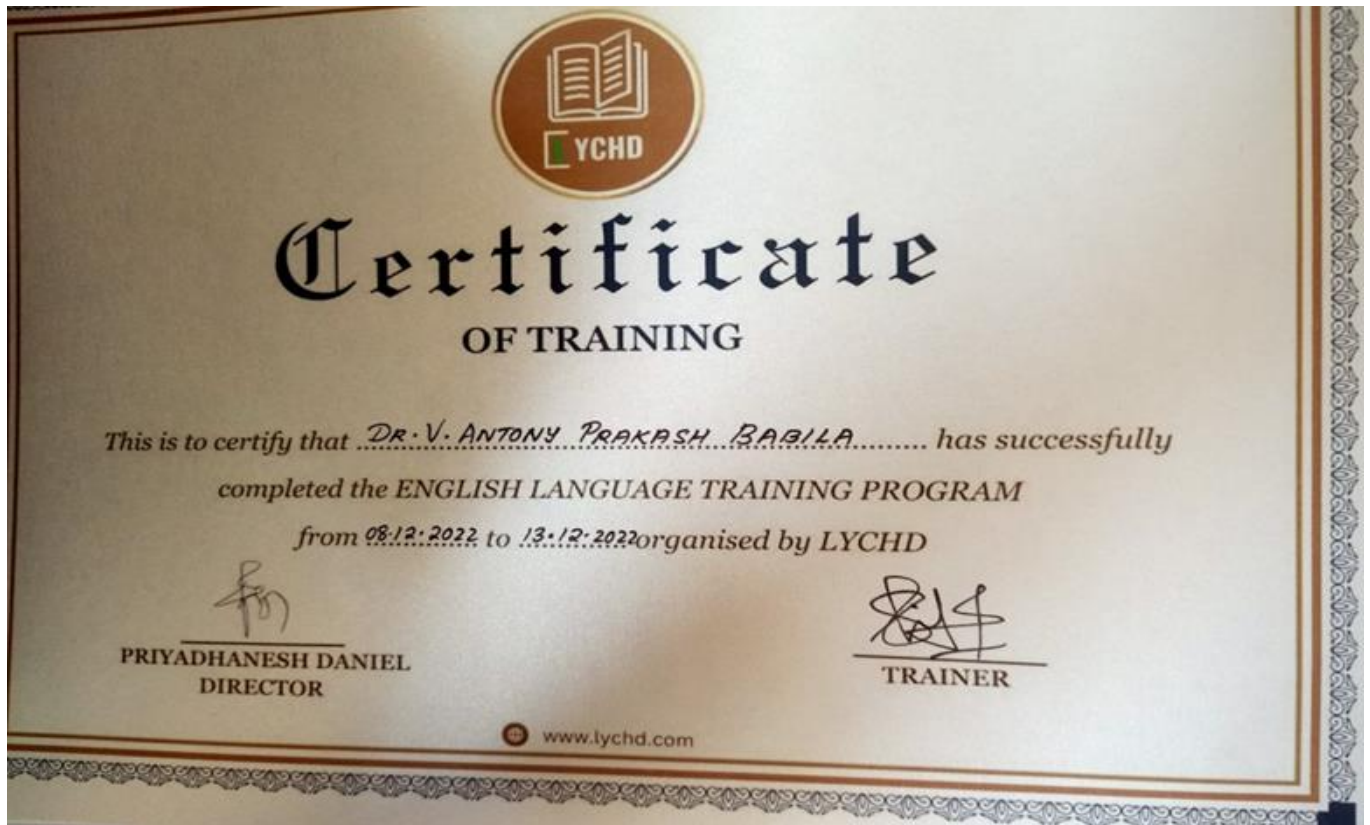 LYCHD
Certificate
OF TRAINING
This is to certify that DR. V. ANTONY PRAKASH BABILA has successfully
completed the ENGLISH LANGUAGE TRAINING PROGRAM
from 08.12.2022 to 13.12.2022 organised by LYCHD
PRIYADHANESH DANIEL
DIRECTOR
TRAINER
www.lychd.com